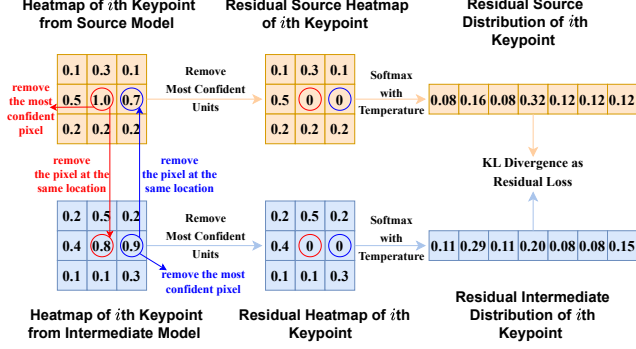 Heatmap of ith Keypoint
from Source Model
Residual Source Heatmap
of ith Keypoint
Residual Source
Distribution of ith
Keypoint
remove
the most
confident
pixel
0.1 0.3 0.1
0.5 1.0 0.7
0.2 0.2 0.2
Remove
Most Confident
Units
0.1 0.3 0.1
0.5 0 0
0.2 0.2 0.2
Softmax
with
Temperature
0.08 0.16 0.08 0.32 0.12 0.12 0.12
remove
the pixel at the
same location
remove
the pixel at the
same location
KL Divergence as
Residual Loss
0.2 0.5 0.2
0.4 0.8 0.9
0.1 0.1 0.3
Remove
Most Confident
Units
remove the most
confident pixel
0.2 0.5 0.2
0.4 0 0
0.1 0.1 0.3
Softmax
with
Temperature
0.11 0.29 0.11 0.20 0.08 0.08 0.15
Heatmap of ith Keypoint
from Intermediate Model
Residual Heatmap of ith
Keypoint
Residual Intermediate
Distribution of ith
Keypoint